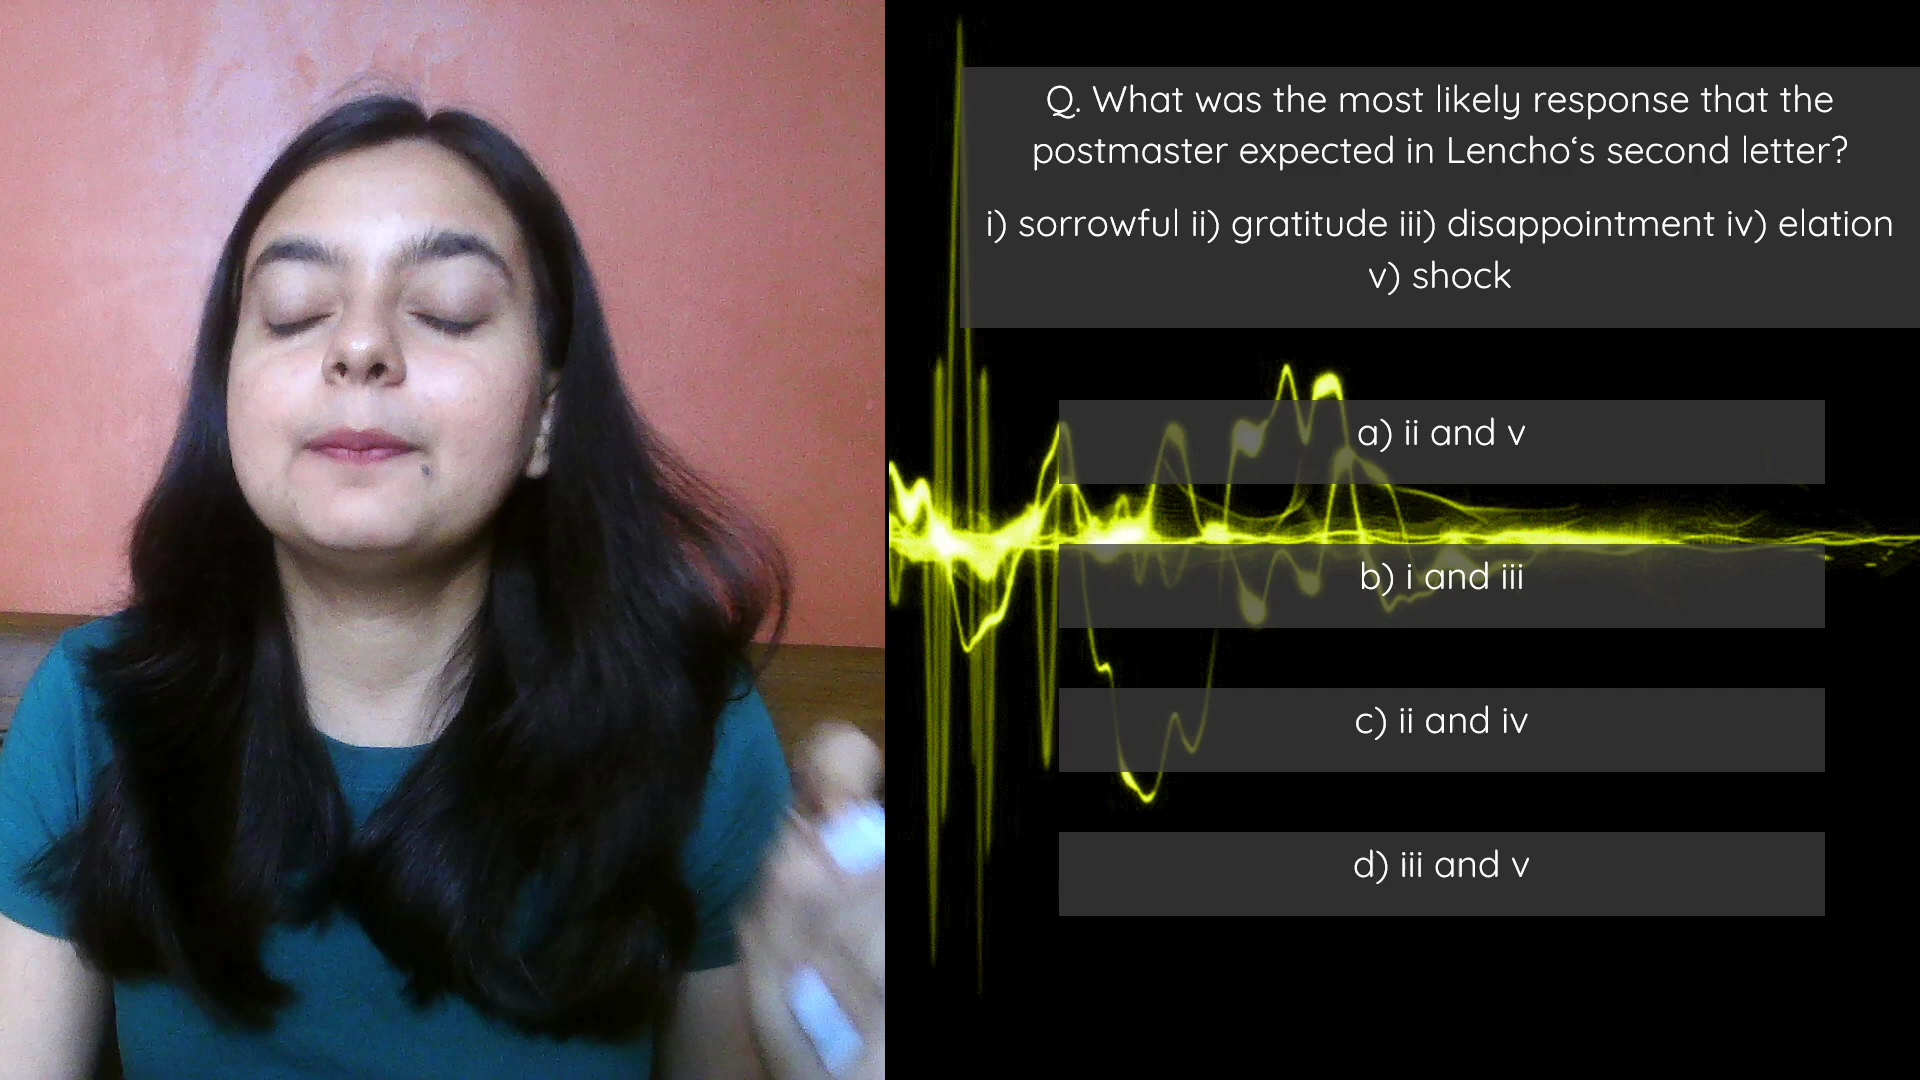 Q. What was the most likely response that the
postmaster expected in Lencho‘s second letter?
i) sorrowful ii) gratitude iii) disappointment iv) elation
v) shock
a) ii and v
b) i and iii
c) ii and iv
d) iii and v